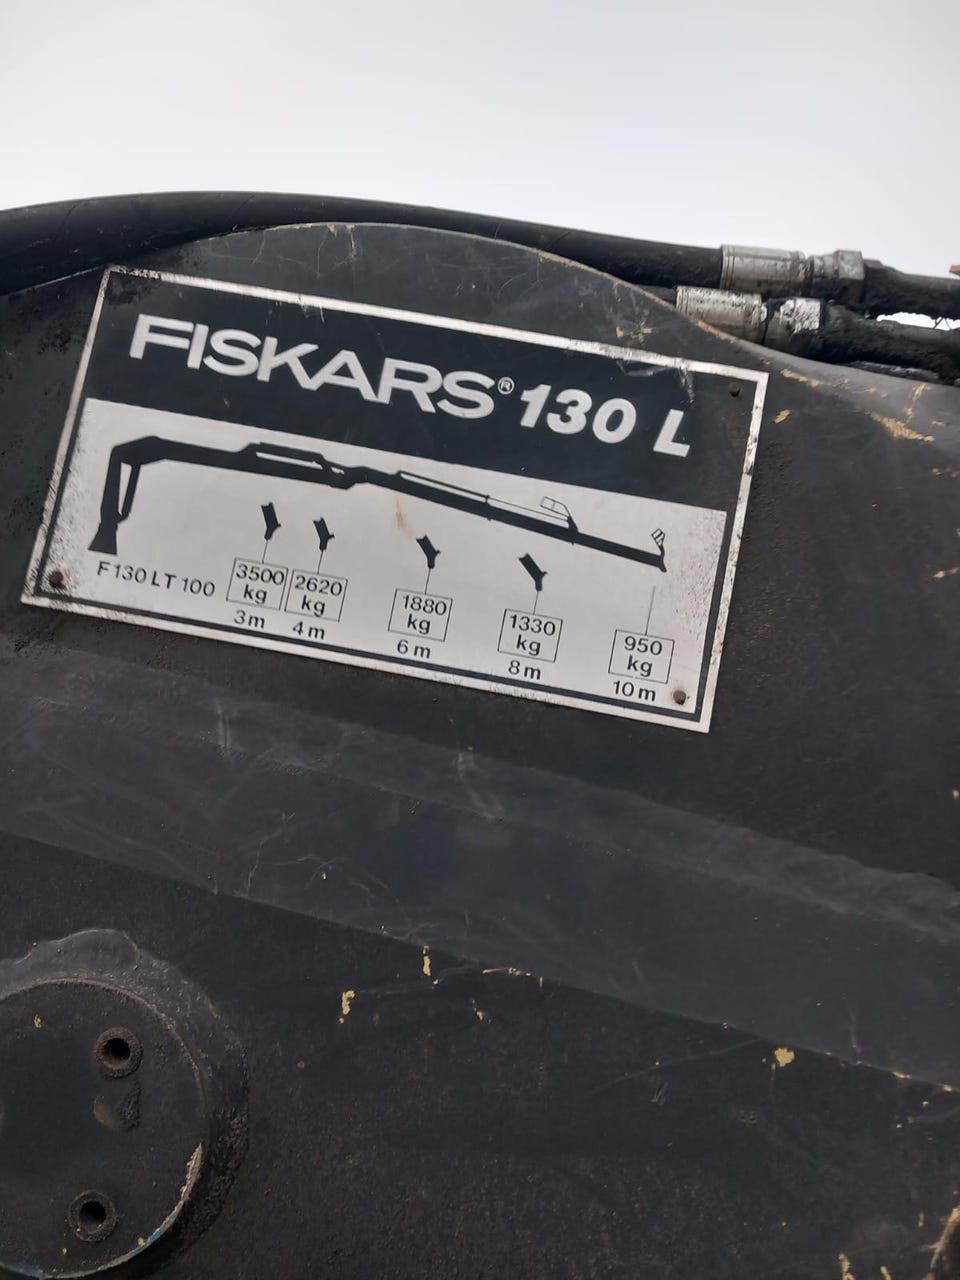 FISKARS® 130 L
F130 LT 100
3500 kg
3m
2620 kg
4m
1880 kg
6m
1330 kg
8m
950 kg
10m